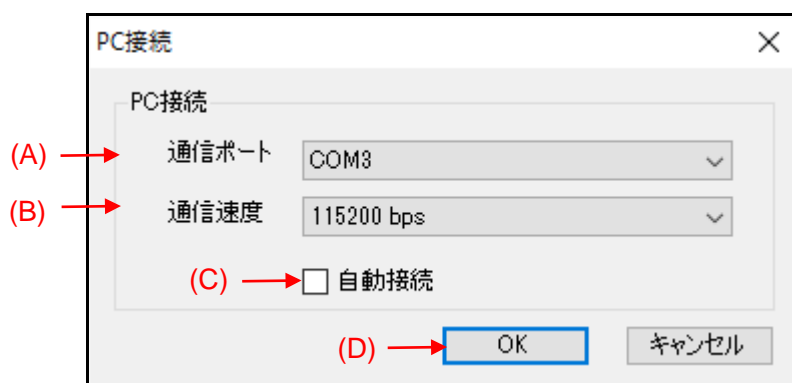 PC接続
PC接続
(A) 通信ポート COM3
(B) 通信速度 115200 bps
(C) 自動接続
(D) OK キャンセル